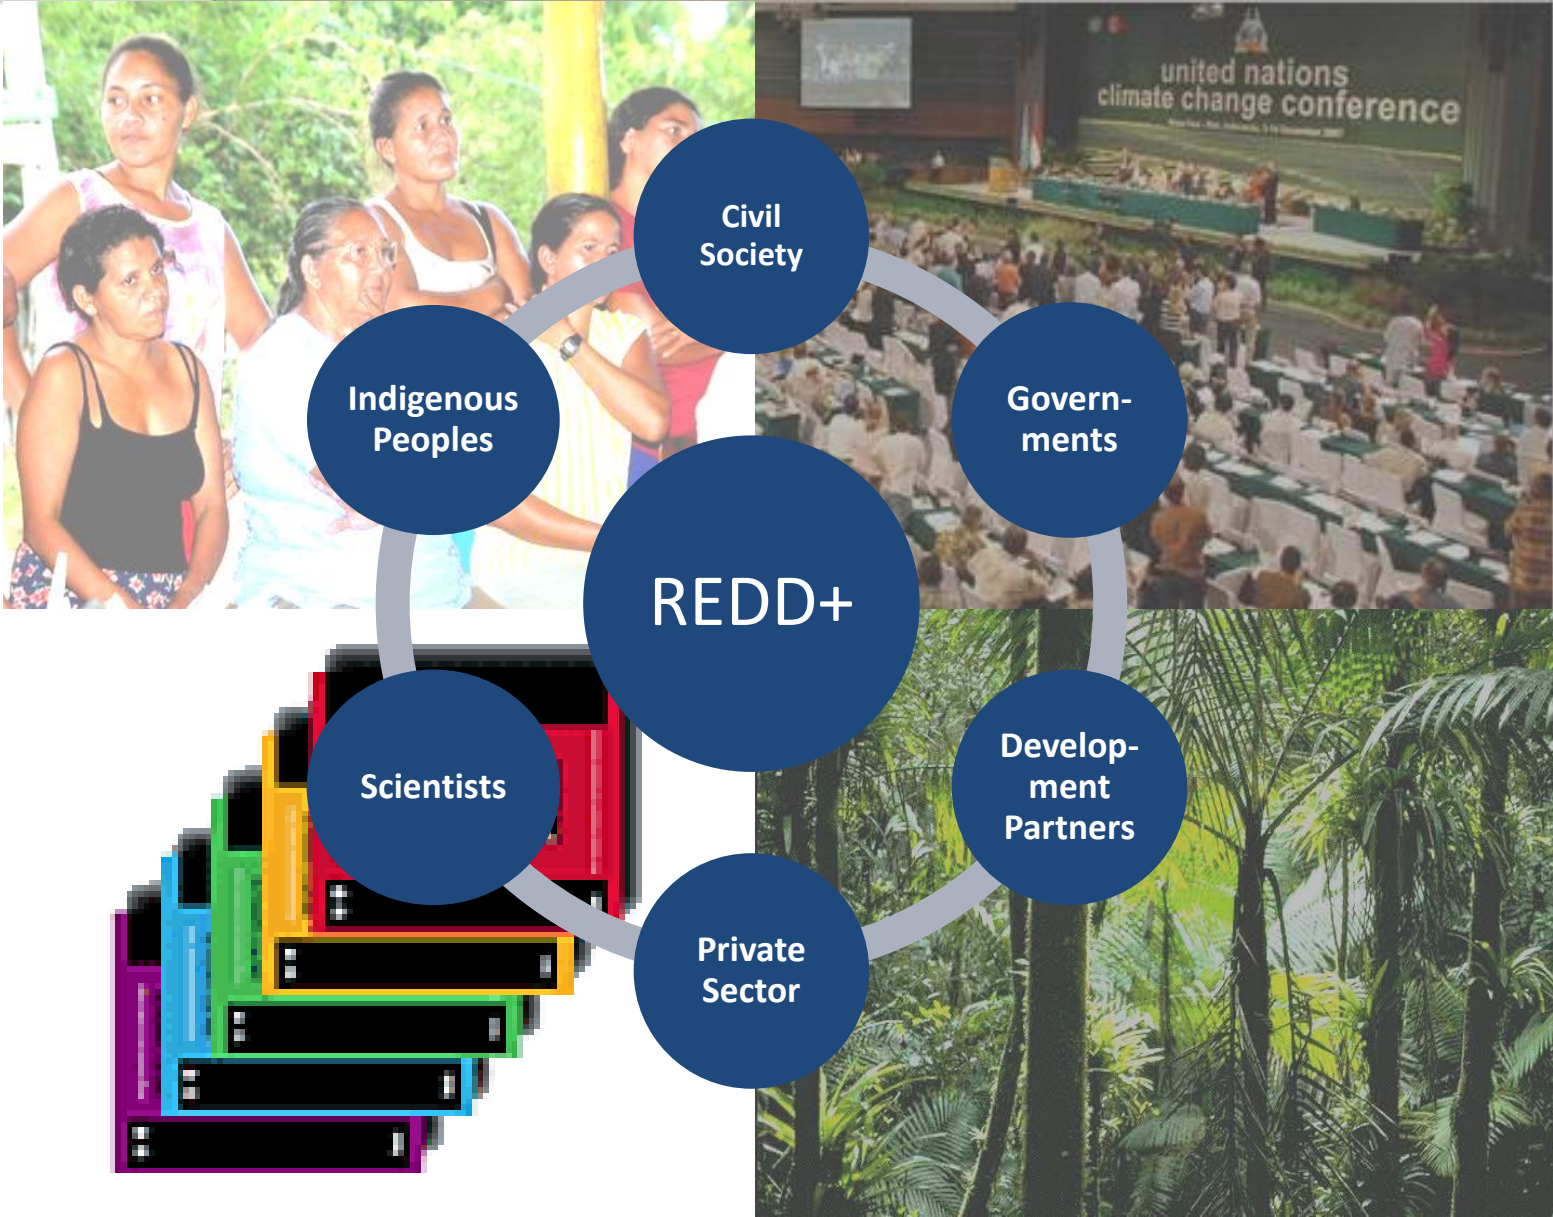 united nations
climate change conference
Civil
Society
Govern-
ments
Indigenous
Peoples
REDD+
Develop-
ment
Partners
Scientists
Private
Sector